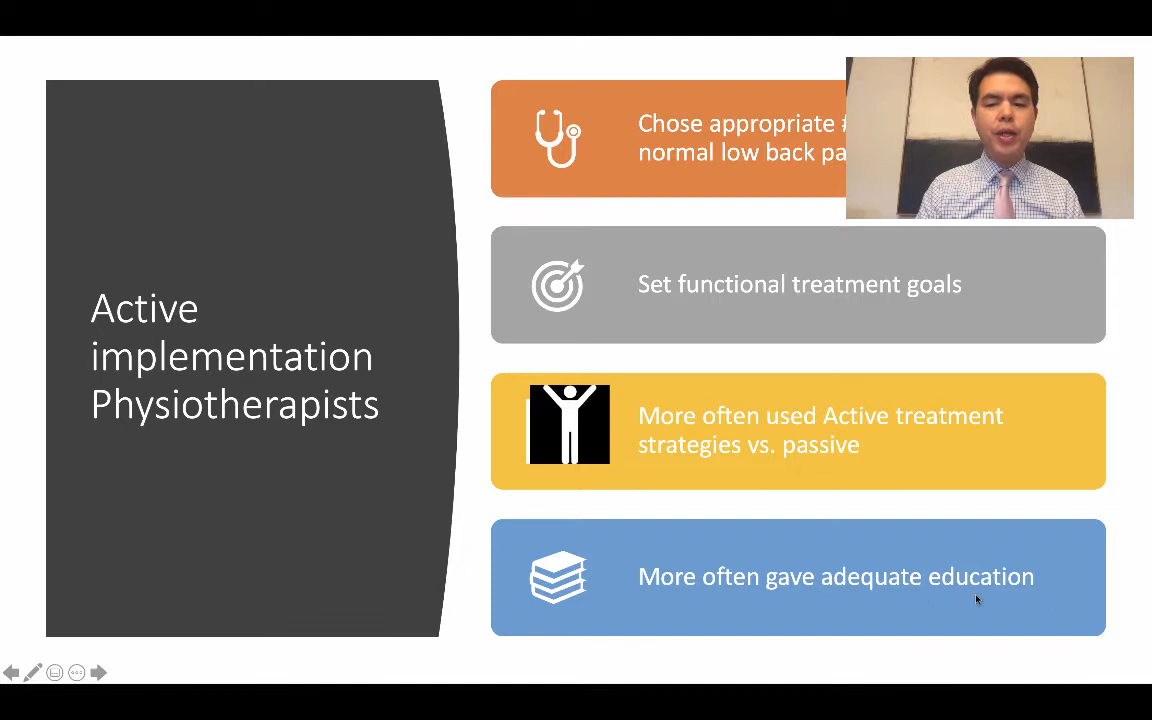 Active
implementation
Physiotherapists
Chose appropriate
normal low back
Set functional treatment goals
More often used Active treatment
strategies vs. passive
More often gave adequate education